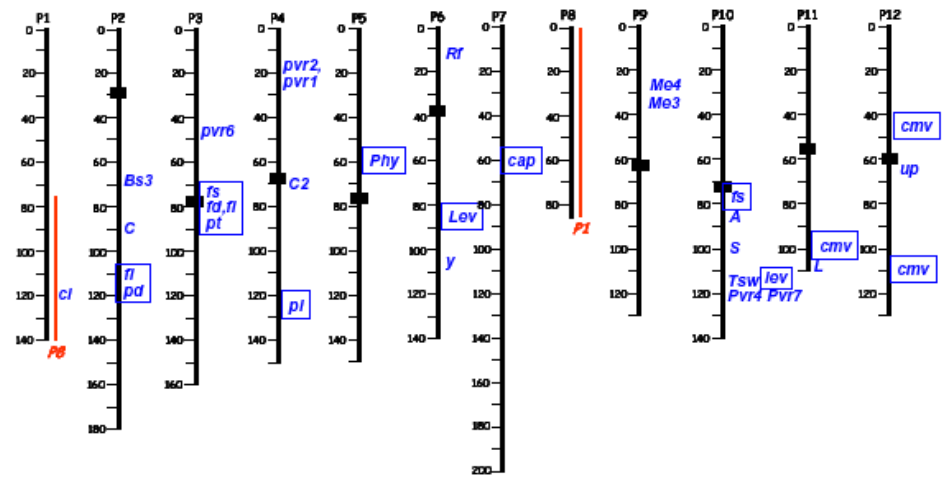 P1
0
20
40
60
80
100
120
140
cl
P8
P2
0
20
40
60
80
100
120
140
160
180
Bs3
C
fl
pd
P3
0
20
40
60
80
100
120
140
160
pvr6
fs
fd,fl
pt
P4
0
20
40
60
80
100
120
140
pvr2,
pvr1
C2
pl
P5
0
20
40
60
80
100
120
140
Phy
P6
0
20
40
60
80
100
120
140
Rf
Lev
y
P7
0
20
40
60
80
100
120
140
160
180
200
cap
P8
0
20
40
60
80
P1
P9
0
20
40
60
80
100
120
Me4
Me3
P10
0
20
40
60
80
100
120
140
fs
A
S
Tsw lev
Pvr4 Pvr7
P11
0
20
40
60
80
100
cmv
L
P12
0
20
40
60
80
100
120
cmv
up
cmv